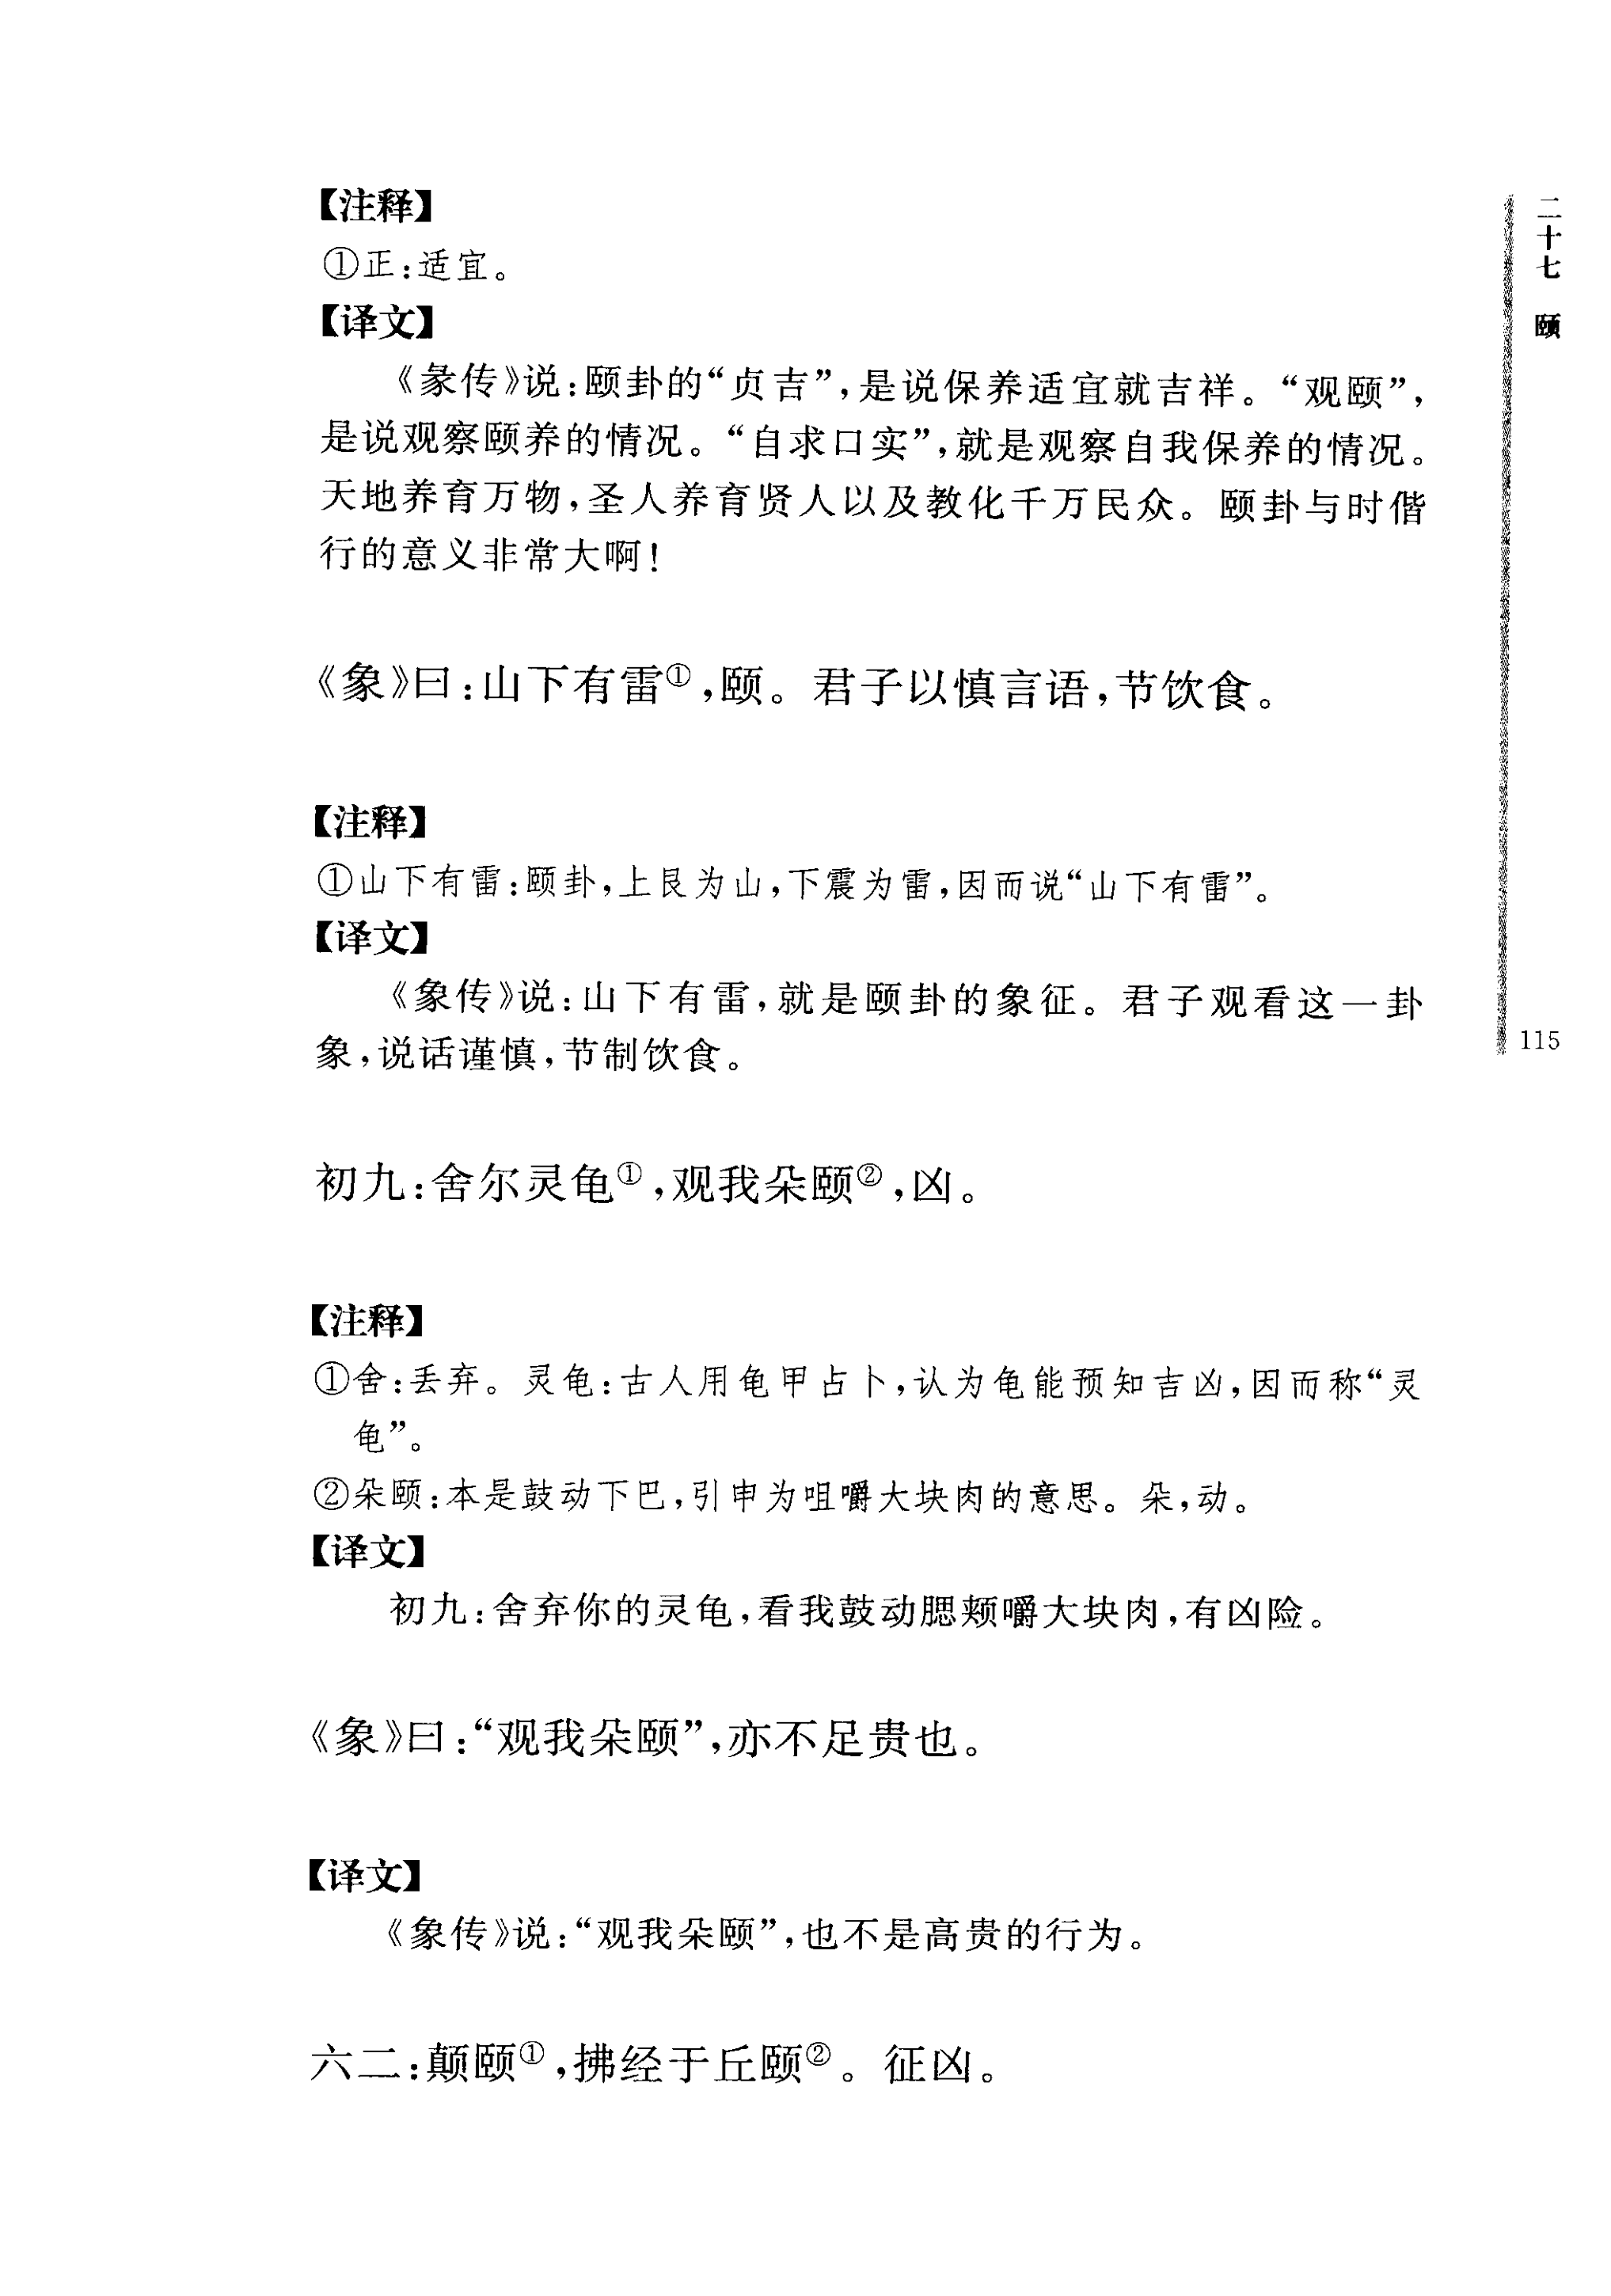 【注释】
①正:适宜。
【译文】
《彖传》说:颐卦的“贞吉”,是说保养适宜就吉祥。“观颐”,
是说观察颐养的情况。“自求口实”,就是观察自我保养的情况。
天地养育万物,圣人养育贤人以及教化千万民众。颐卦与时偕
行的意义非常大啊!
《象》曰:山下有雷①,颐。君子以慎言语,节饮食。
【注释】
①山下有雷:颐卦,上艮为山,下震为雷,因而说“山下有雷”。
【译文】
《象传》说:山下有雷,就是颐卦的象征。君子观看这一卦
象,说话谨慎,节制饮食。
初九:舍尔灵龟①,观我朵颐②,凶。
【注释】
①舍:丢弃。灵龟:古人用龟甲占卜,认为龟能预知吉凶,因而称“灵
龟”。
②朵颐:本是鼓动下巴,引申为咀嚼大块肉的意思。朵,动。
【译文】
初九:舍弃你的灵龟,看我鼓动腮颊嚼大块肉,有凶险。
《象》曰:“观我朵颐”,亦不足贵也。
【译文】
《象传》说:“观我朵颐”,也不是高贵的行为。
六二:颠颐①,拂经于丘颐②。征凶。
二十七 颐
115